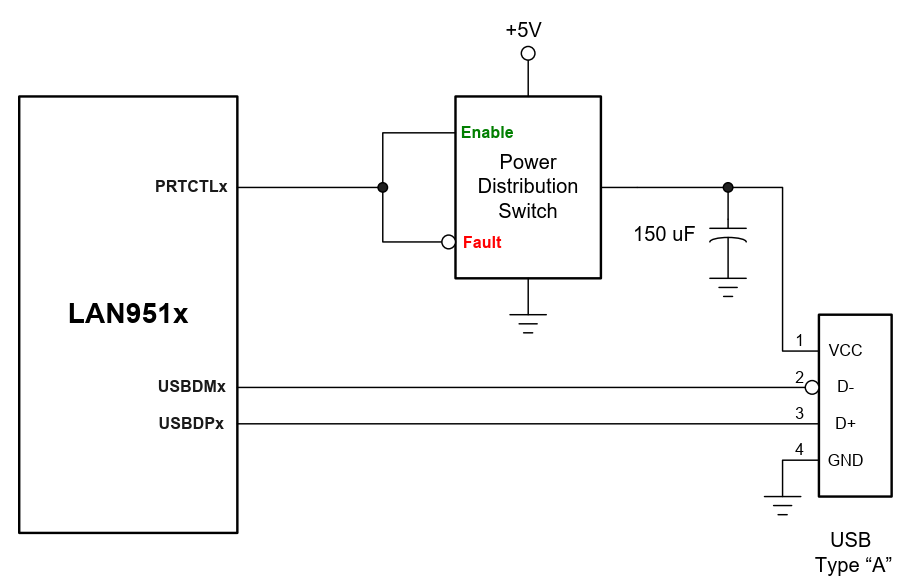 +5V
Enable
Power
Distribution
Switch
PRTCTLx
Fault
150 uF
LAN951x
1
VCC
USBDMx
2
D-
USBDPx
3
D+
4
GND
USB
Type “A”